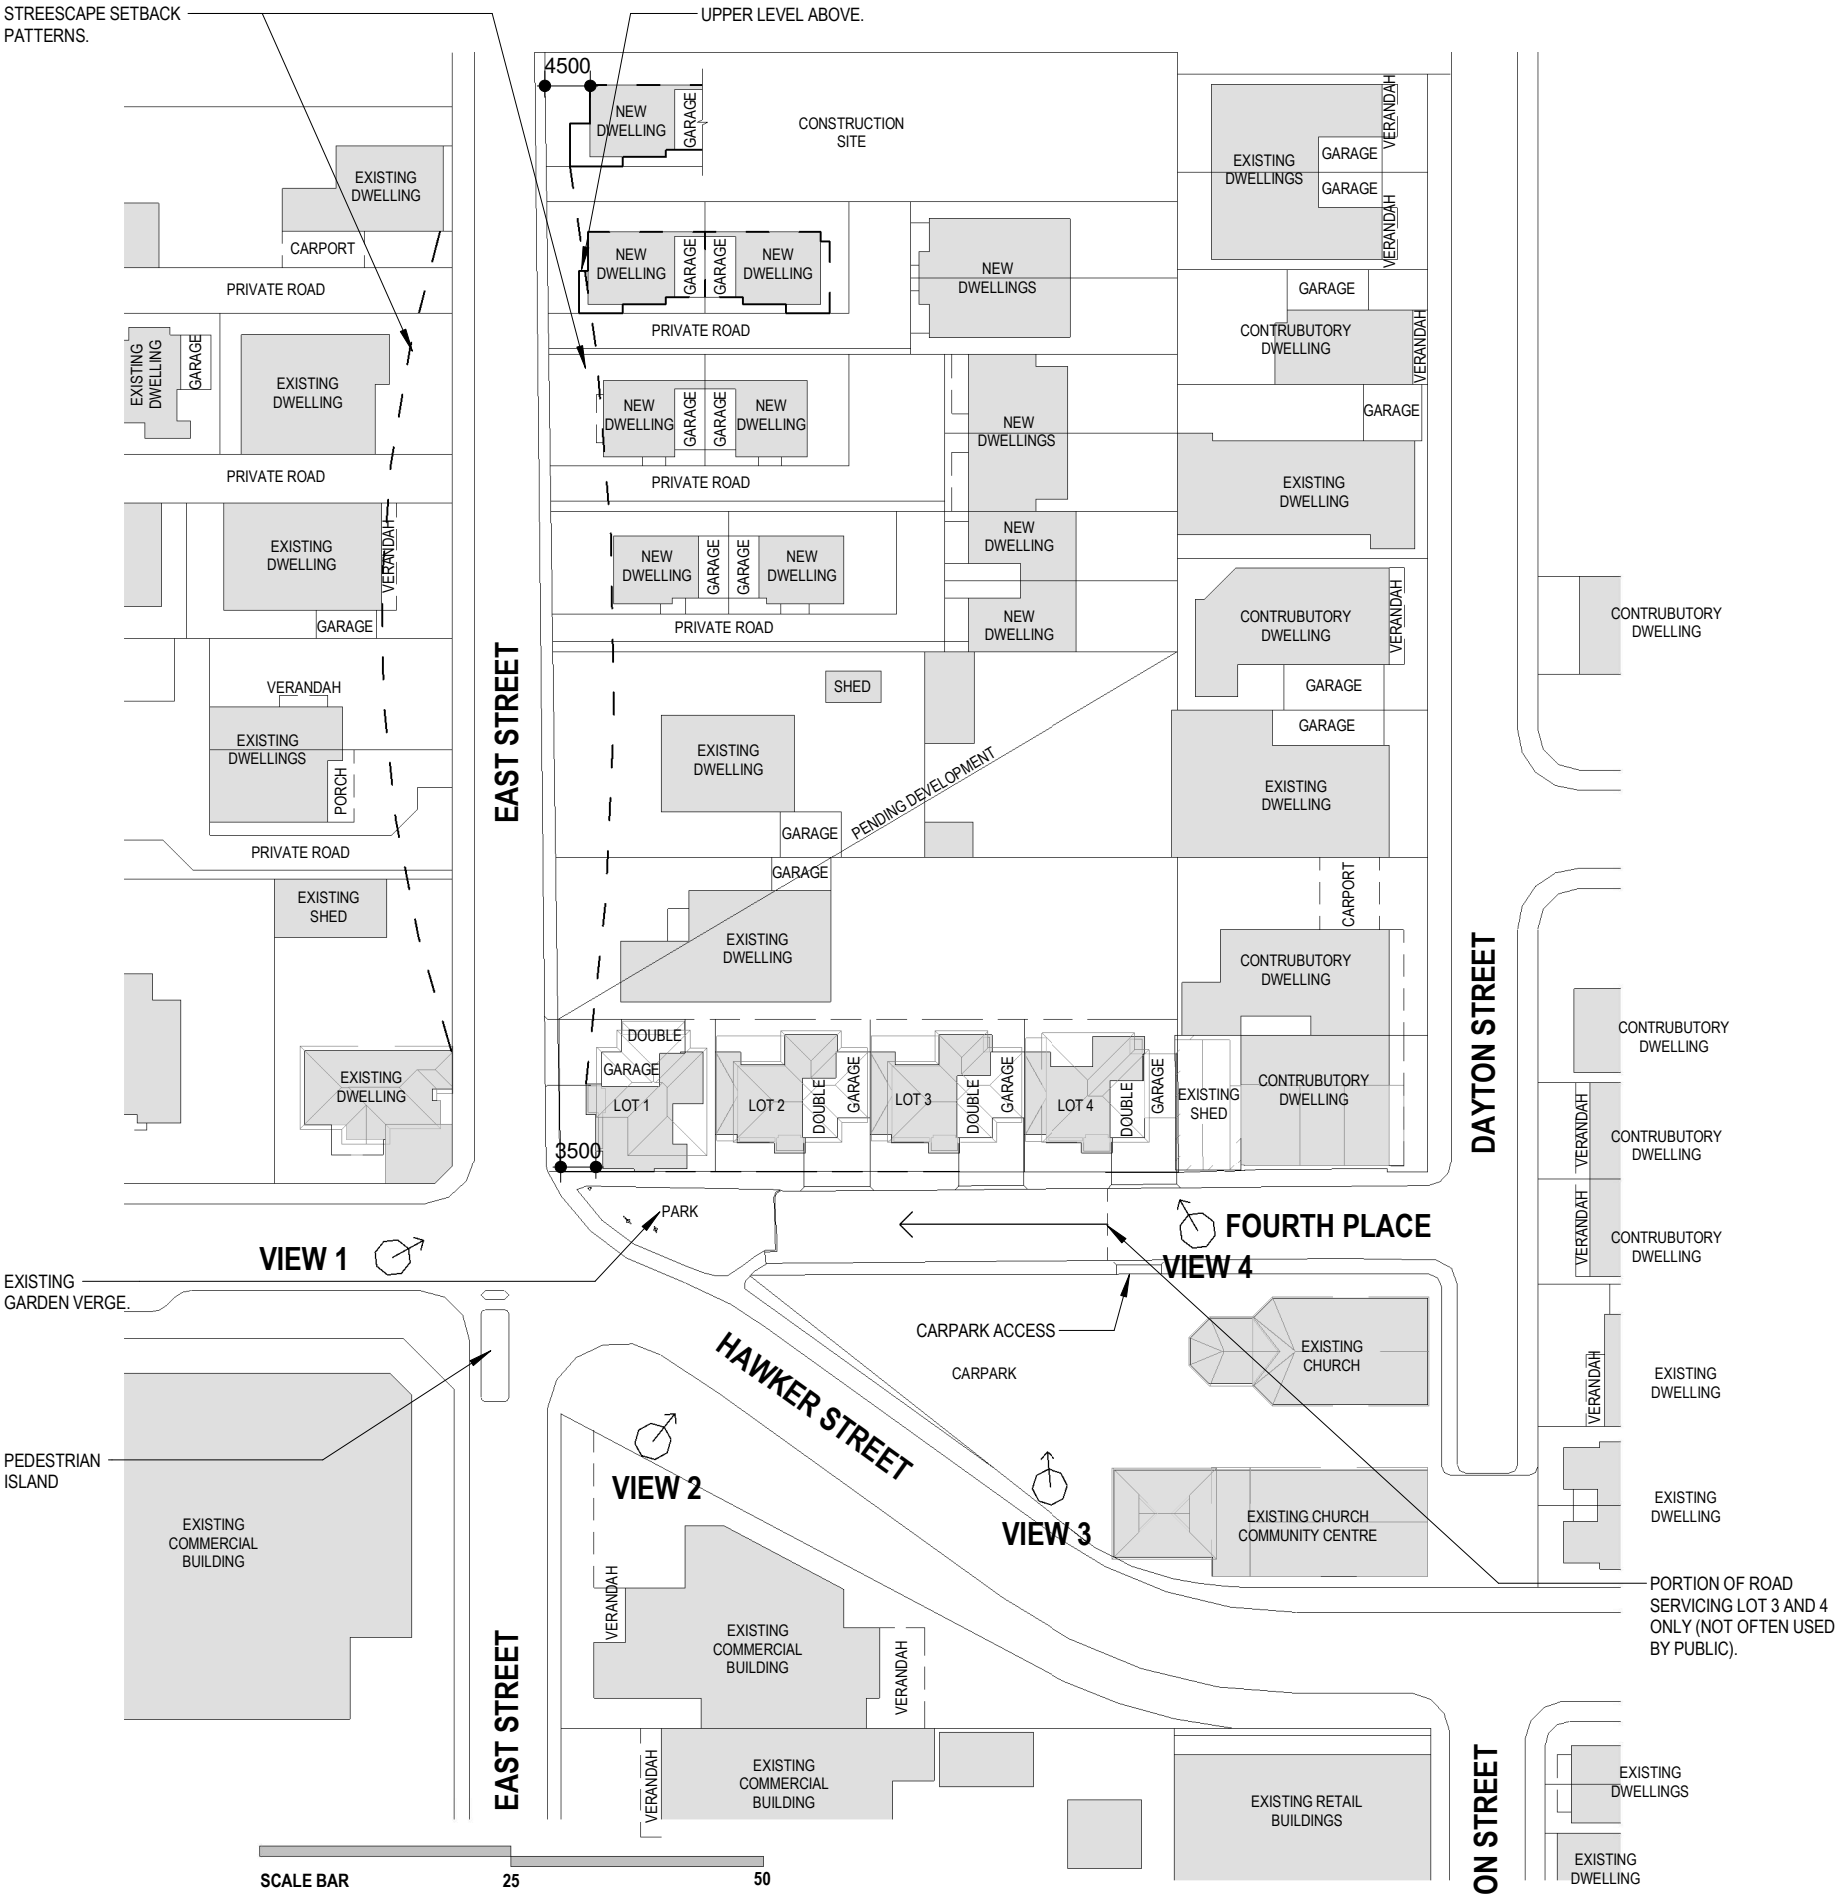 STREESCAPE SETBACK
PATTERNS.
UPPER LEVEL ABOVE.
4500
NEW
DWELLING
GARAGE
CONSTRUCTION
SITE
VERANDAH
EXISTING
DWELLINGS
GARAGE
GARAGE
VERANDAH
EXISTING
DWELLING
CARPORT
PRIVATE ROAD
NEW
DWELLING
GARAGE
GARAGE
NEW
DWELLING
NEW
DWELLINGS
PRIVATE ROAD
GARAGE
CONTRUBUTORY
DWELLING
VERANDAH
GARAGE
EXISTING
DWELLING
GARAGE
EXISTING
DWELLING
PRIVATE ROAD
NEW
DWELLING
GARAGE
GARAGE
NEW
DWELLING
PRIVATE ROAD
NEW
DWELLINGS
EXISTING
DWELLING
EXISTING
DWELLING
VERANDAH
GARAGE
NEW
DWELLING
GARAGE
GARAGE
NEW
DWELLING
PRIVATE ROAD
NEW
DWELLING
NEW
DWELLING
CONTRUBUTORY
DWELLING
VERANDAH
GARAGE
CONTRUBUTORY
DWELLING
VERANDAH
EXISTING
DWELLINGS
PORCH
PRIVATE ROAD
EAST STREET
SHED
EXISTING
DWELLING
GARAGE
PENDING DEVELOPMENT
GARAGE
EXISTING
DWELLING
GARAGE
EXISTING
DWELLING
CARPORT
CONTRUBUTORY
DWELLING
DAYTON STREET
EXISTING
SHED
EXISTING
DWELLING
DOUBLE
GARAGE
LOT 1
LOT 2
DOUBLE
GARAGE
LOT 3
DOUBLE
GARAGE
LOT 4
DOUBLE
GARAGE
EXISTING
SHED
CONTRUBUTORY
DWELLING
3500
CONTRUBUTORY
DWELLING
VERANDAH
CONTRUBUTORY
DWELLING
VERANDAH
CONTRUBUTORY
DWELLING
PARK
FOURTH PLACE
VIEW 1
VIEW 4
EXISTING
GARDEN VERGE.
CARPARK ACCESS
CARPARK
EXISTING
CHURCH
VERANDAH
EXISTING
DWELLING
HAWKER STREET
PEDESTRIAN
ISLAND
VIEW 2
VIEW 3
EXISTING CHURCH
COMMUNITY CENTRE
EXISTING
DWELLING
EXISTING
COMMERCIAL
BUILDING
PORTION OF ROAD
SERVICING LOT 3 AND 4
ONLY (NOT OFTEN USED
BY PUBLIC).
VERANDAH
EXISTING
COMMERCIAL
BUILDING
VERANDAH
EAST STREET
VERANDAH
EXISTING
COMMERCIAL
BUILDING
EXISTING RETAIL
BUILDINGS
ON STREET
EXISTING
DWELLINGS
EXISTING
DWELLING
SCALE BAR
25
50